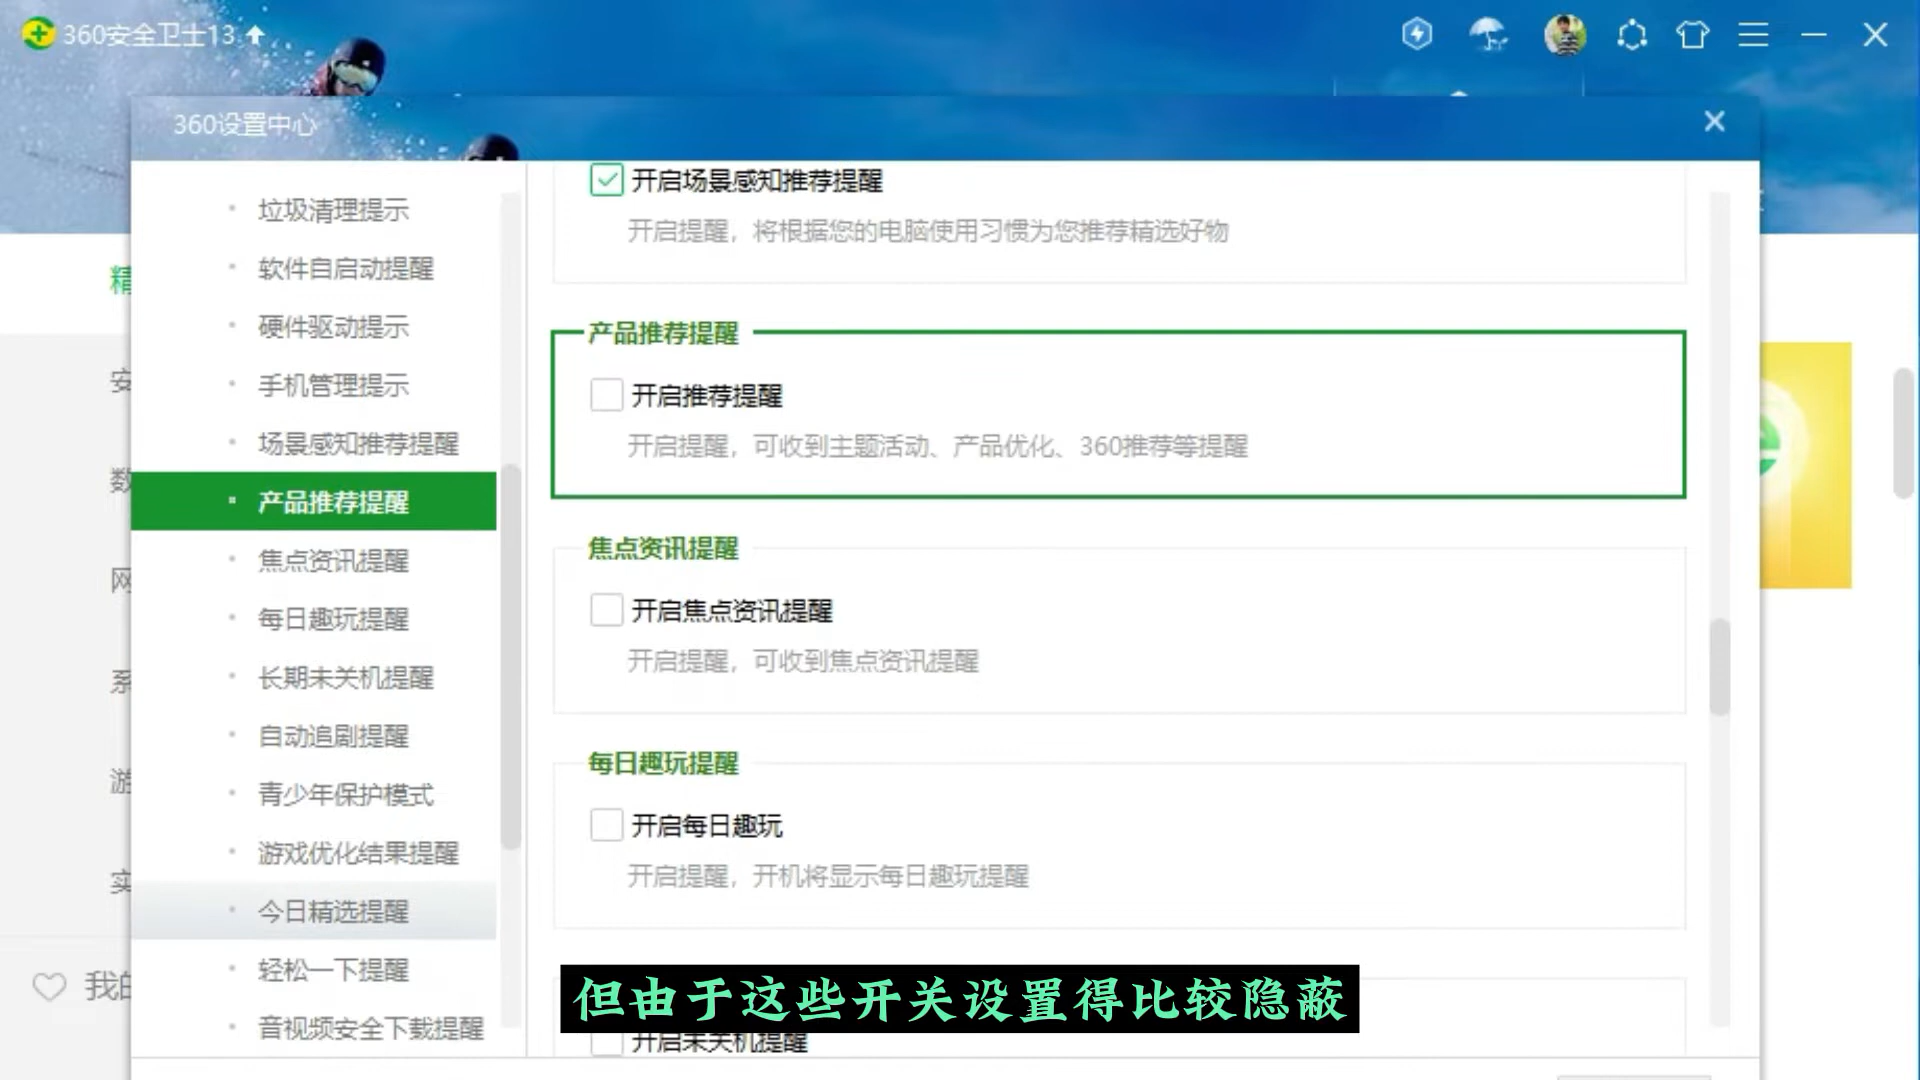 360安全卫士13
360设置中心
垃圾清理提示
软件自启动提醒
硬件驱动提示
手机管理提示
场景感知推荐提醒
产品推荐提醒
焦点资讯提醒
每日趣玩提醒
长期未关机提醒
自动追剧提醒
青少年保护模式
游戏优化结果提醒
今日精选提醒
轻松一下提醒
音视频安全下载提醒
开启场景感知推荐提醒
开启提醒，将根据您的电脑使用习惯为您推荐精选好物
产品推荐提醒
开启推荐提醒
开启提醒，可收到主题活动、产品优化、360推荐等提醒
焦点资讯提醒
开启焦点资讯提醒
开启提醒，可收到焦点资讯提醒
每日趣玩提醒
开启每日趣玩
开启提醒，开机将显示每日趣玩提醒
开启未关机提醒
精
安
数
网
系
游
实
我的
但由于这些开关设置得比较隐蔽